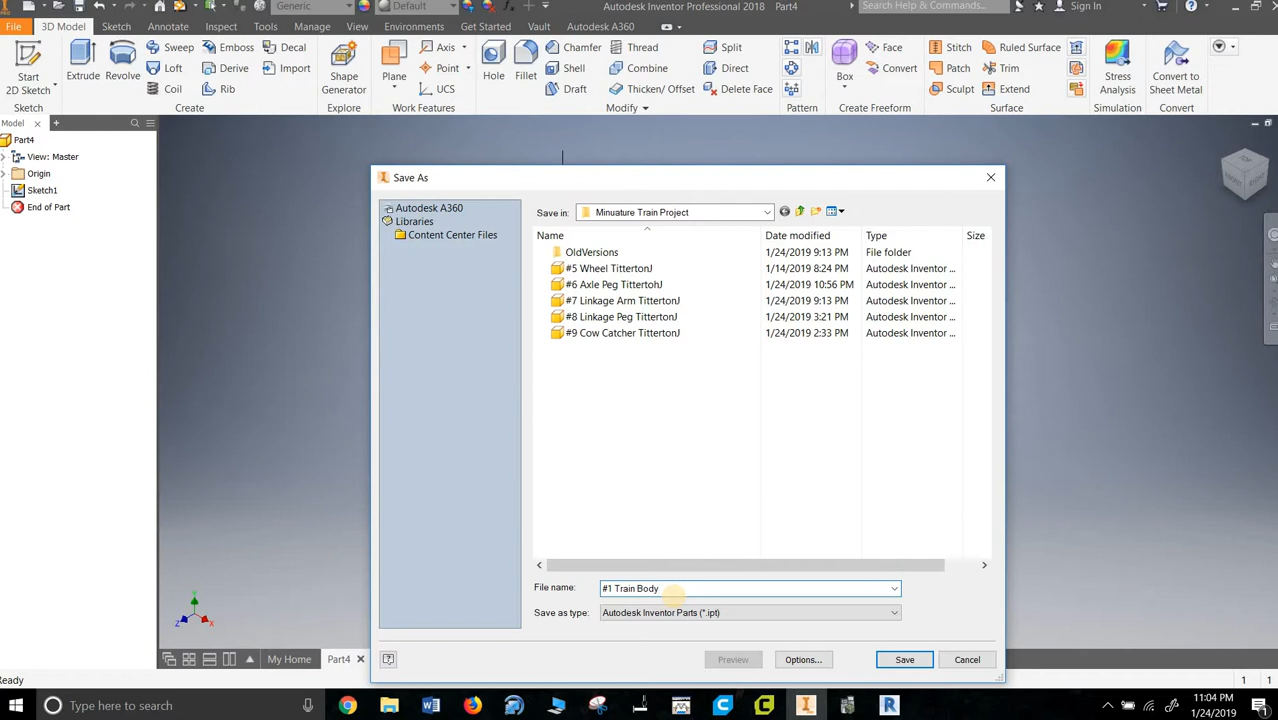 Generic
Default
Autodesk Inventor Professional 2018 Part4
Search Help & Commands...
Sign In
File 3D Model Sketch Annotate Inspect Tools Manage View Environments Get Started Vault Autodesk A360
Start
2D Sketch
Sketch
Extrude
Revolve
Sweep
Loft
Coil
Emboss
Derive
Rib
Decal
Import
Create
Shape
Generator
Explore
Plane
Axis
Point
UCS
Work Features
Hole
Fillet
Chamfer
Shell
Draft
Thread
Combine
Thicken/ Offset
Split
Direct
Delete Face
Modify
Pattern
Box
Face
Convert
Create Freeform
Stitch
Patch
Sculpt
Ruled Surface
Trim
Extend
Surface
Stress
Analysis
Simulation
Convert to
Sheet Metal
Convert
Model
Part4
View: Master
Origin
Sketch1
End of Part
TOP
FRONT
RIGHT
Save As
Autodesk A360
Libraries
Content Center Files
Save in: Minuature Train Project
Name Date modified Type Size
OldVersions 1/24/2019 9:13 PM File folder
#5 Wheel TittertonJ 1/14/2019 8:24 PM Autodesk Inventor ...
#6 Axle Peg TittertohJ 1/24/2019 10:56 PM Autodesk Inventor ...
#7 Linkage Arm TittertonJ 1/24/2019 9:13 PM Autodesk Inventor ...
#8 Linkage Peg TittertonJ 1/24/2019 3:21 PM Autodesk Inventor ...
#9 Cow Catcher TittertonJ 1/24/2019 2:33 PM Autodesk Inventor ...
File name: #1 Train Body
Save as type: Autodesk Inventor Parts (*.ipt)
Preview Options... Save Cancel
Z X
My Home Part4
Ready 1 1
Type here to search
11:04 PM
1/24/2019